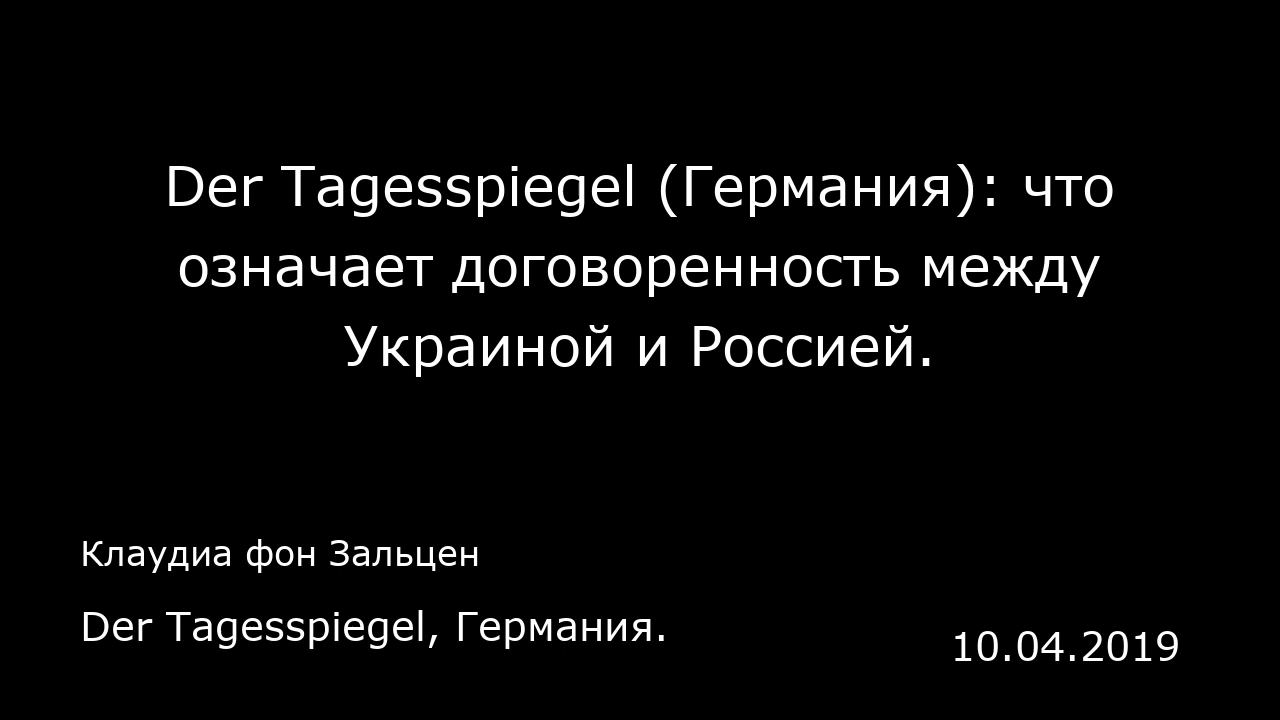 Der Tagesspiegel (Германия): что
означает договоренность между
Украиной и Россией.
Клаудиа фон Зальцен
Der Tagesspiegel, Германия.
10.04.2019